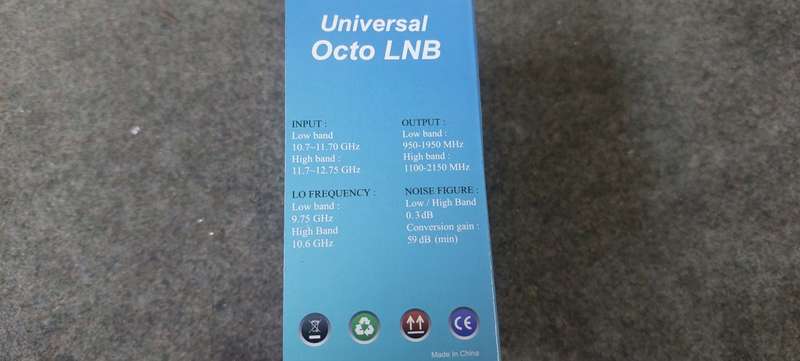 Universal
Octo LNB
INPUT :
Low band
10.7~11.70 GHz
High band :
11.7~12.75 GHz
OUTPUT :
Low band :
950-1950 MHz
High band :
1100-2150 MHz
LO FREQUENCY :
Low band :
9.75 GHz
High Band
10.6 GHz
NOISE FIGURE :
Low / High Band
0.3 dB
Conversion gain :
59 dB (min)
CE
Made In China